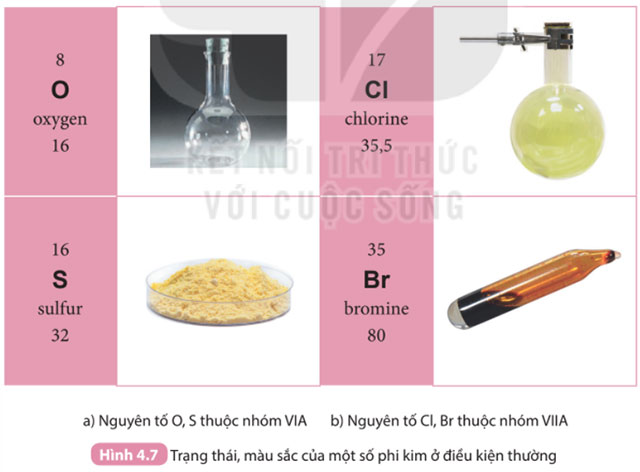 8
O
oxygen
16
17
Cl
chlorine
35,5
KẾT NỐI TRI THỨC
VỚI CUỘC SỐNG
16
S
sulfur
32
35
Br
bromine
80
a) Nguyên tố O, S thuộc nhóm VIA
b) Nguyên tố Cl, Br thuộc nhóm VIIA
Hình 4.7 Trạng thái, màu sắc của một số phi kim ở điều kiện thường